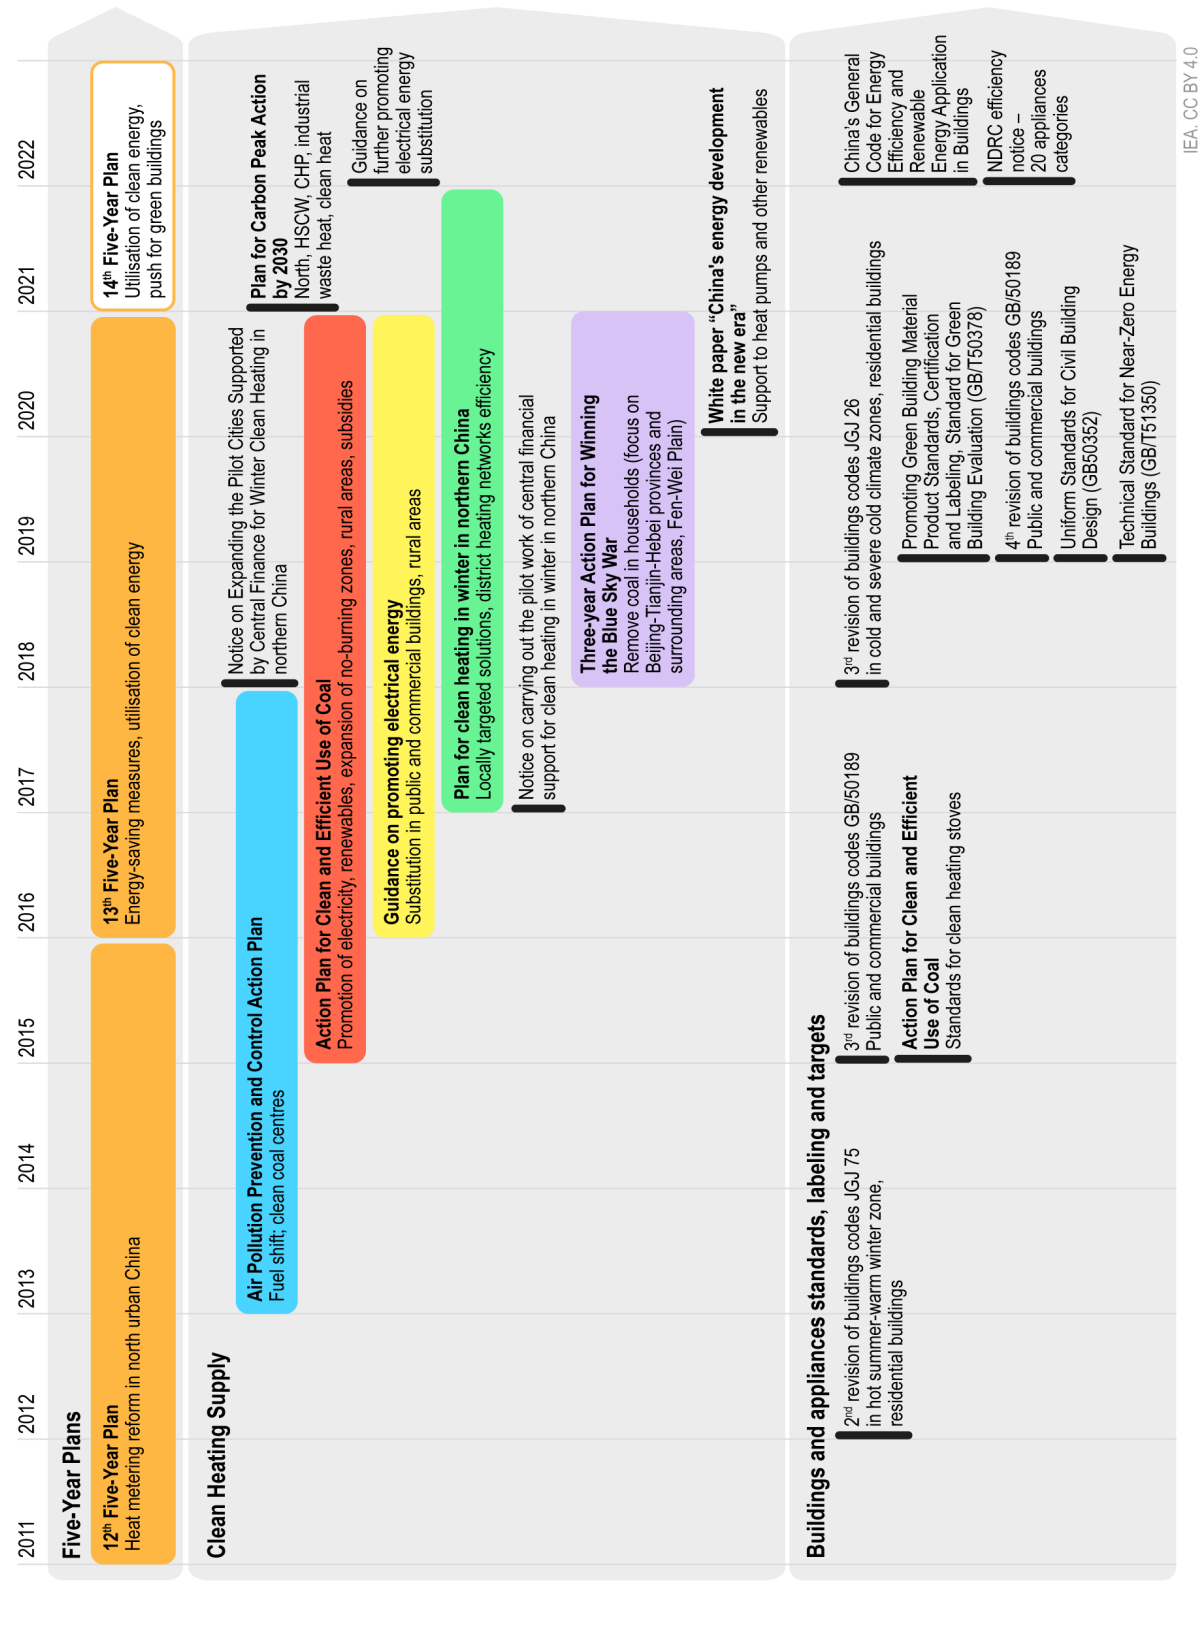 2011
2012
2013
2014
2015
2016
2017
2018
2019
2020
2021
2022
Five-Year Plans
12th Five-Year Plan
Heat metering reform in north urban China
13th Five-Year Plan
Energy-saving measures, utilisation of clean energy
14th Five-Year Plan
Utilisation of clean energy,
push for green buildings
Clean Heating Supply
Air Pollution Prevention and Control Action Plan
Fuel shift; clean coal centres
Notice on Expanding the Pilot Cities Supported
by Central Finance for Winter Clean Heating in
northern China
Plan for Carbon Peak Action
by 2030
North, HSCW, CHP, industrial
waste heat, clean heat
Action Plan for Clean and Efficient Use of Coal
Promotion of electricity, renewables, expansion of no-burning zones, rural areas, subsidies
Guidance on
further promoting
electrical energy
substitution
Guidance on promoting electrical energy
Substitution in public and commercial buildings, rural areas
Plan for clean heating in winter in northern China
Locally targeted solutions, district heating networks efficiency
Notice on carrying out the pilot work of central financial
support for clean heating in winter in northern China
Three-year Action Plan for Winning
the Blue Sky War
Remove coal in households (focus on
Beijing-Tianjin-Hebei provinces and
surrounding areas, Fen-Wei Plain)
White paper “China's energy development
in the new era”
Support to heat pumps and other renewables
Buildings and appliances standards, labeling and targets
2nd revision of buildings codes JGJ 75
in hot summer-warm winter zone,
residential buildings
3rd revision of buildings codes GB/50189
Public and commercial buildings
Action Plan for Clean and Efficient
Use of Coal
Standards for clean heating stoves
3rd revision of buildings codes JGJ 26
in cold and severe cold climate zones, residential buildings
Promoting Green Building Material
Product Standards, Certification
and Labeling, Standard for Green
Building Evaluation (GB/T50378)
4th revision of buildings codes GB/50189
Public and commercial buildings
Uniform Standards for Civil Building
Design (GB50352)
Technical Standard for Near-Zero Energy
Buildings (GB/T51350)
China's General
Code for Energy
Efficiency and
Renewable
Energy Application
in Buildings
NDRC efficiency
notice –
20 appliances
categories
IEA. CC BY 4.0